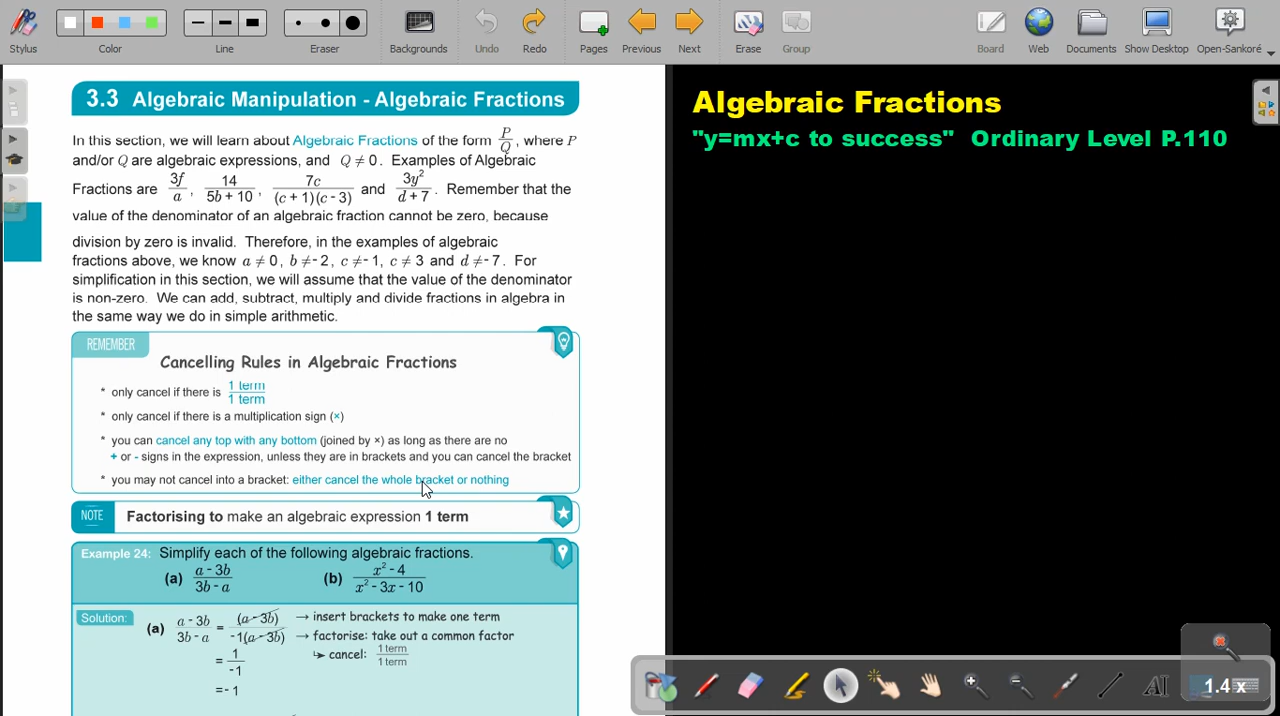 Stylus Color Line Eraser Backgrounds Undo Redo Pages Previous Next Erase Group Board Web Documents Show Desktop Open-Sankoré
3.3 Algebraic Manipulation - Algebraic Fractions
In this section, we will learn about Algebraic Fractions of the form P/Q, where P
and/or Q are algebraic expressions, and Q ≠ 0. Examples of Algebraic
Fractions are 3f/a, 14/(5b + 10), 7c/((c + 1)(c - 3)) and 3y²/(d + 7). Remember that the
value of the denominator of an algebraic fraction cannot be zero, because
division by zero is invalid. Therefore, in the examples of algebraic
fractions above, we know a ≠ 0, b ≠ - 2, c ≠ - 1, c ≠ 3 and d ≠ - 7. For
simplification in this section, we will assume that the value of the denominator
is non-zero. We can add, subtract, multiply and divide fractions in algebra in
the same way we do in simple arithmetic.
REMEMBER
Cancelling Rules in Algebraic Fractions
* only cancel if there is 1 term/1 term
* only cancel if there is a multiplication sign (×)
* you can cancel any top with any bottom (joined by ×) as long as there are no
+ or - signs in the expression, unless they are in brackets and you can cancel the bracket
* you may not cancel into a bracket: either cancel the whole bracket or nothing
NOTE Factorising to make an algebraic expression 1 term
Example 24: Simplify each of the following algebraic fractions.
(a) (a - 3b)/(3b - a) (b) (x² - 4)/(x² - 3x - 10)
Solution:
(a) (a - 3b)/(3b - a) = (a - 3b)/(-1(a - 3b)) → insert brackets to make one term
→ factorise: take out a common factor
= 1/-1 ↳ cancel: 1 term/1 term
= - 1
Algebraic Fractions
"y=mx+c to success" Ordinary Level P.110
AI
1.4 x